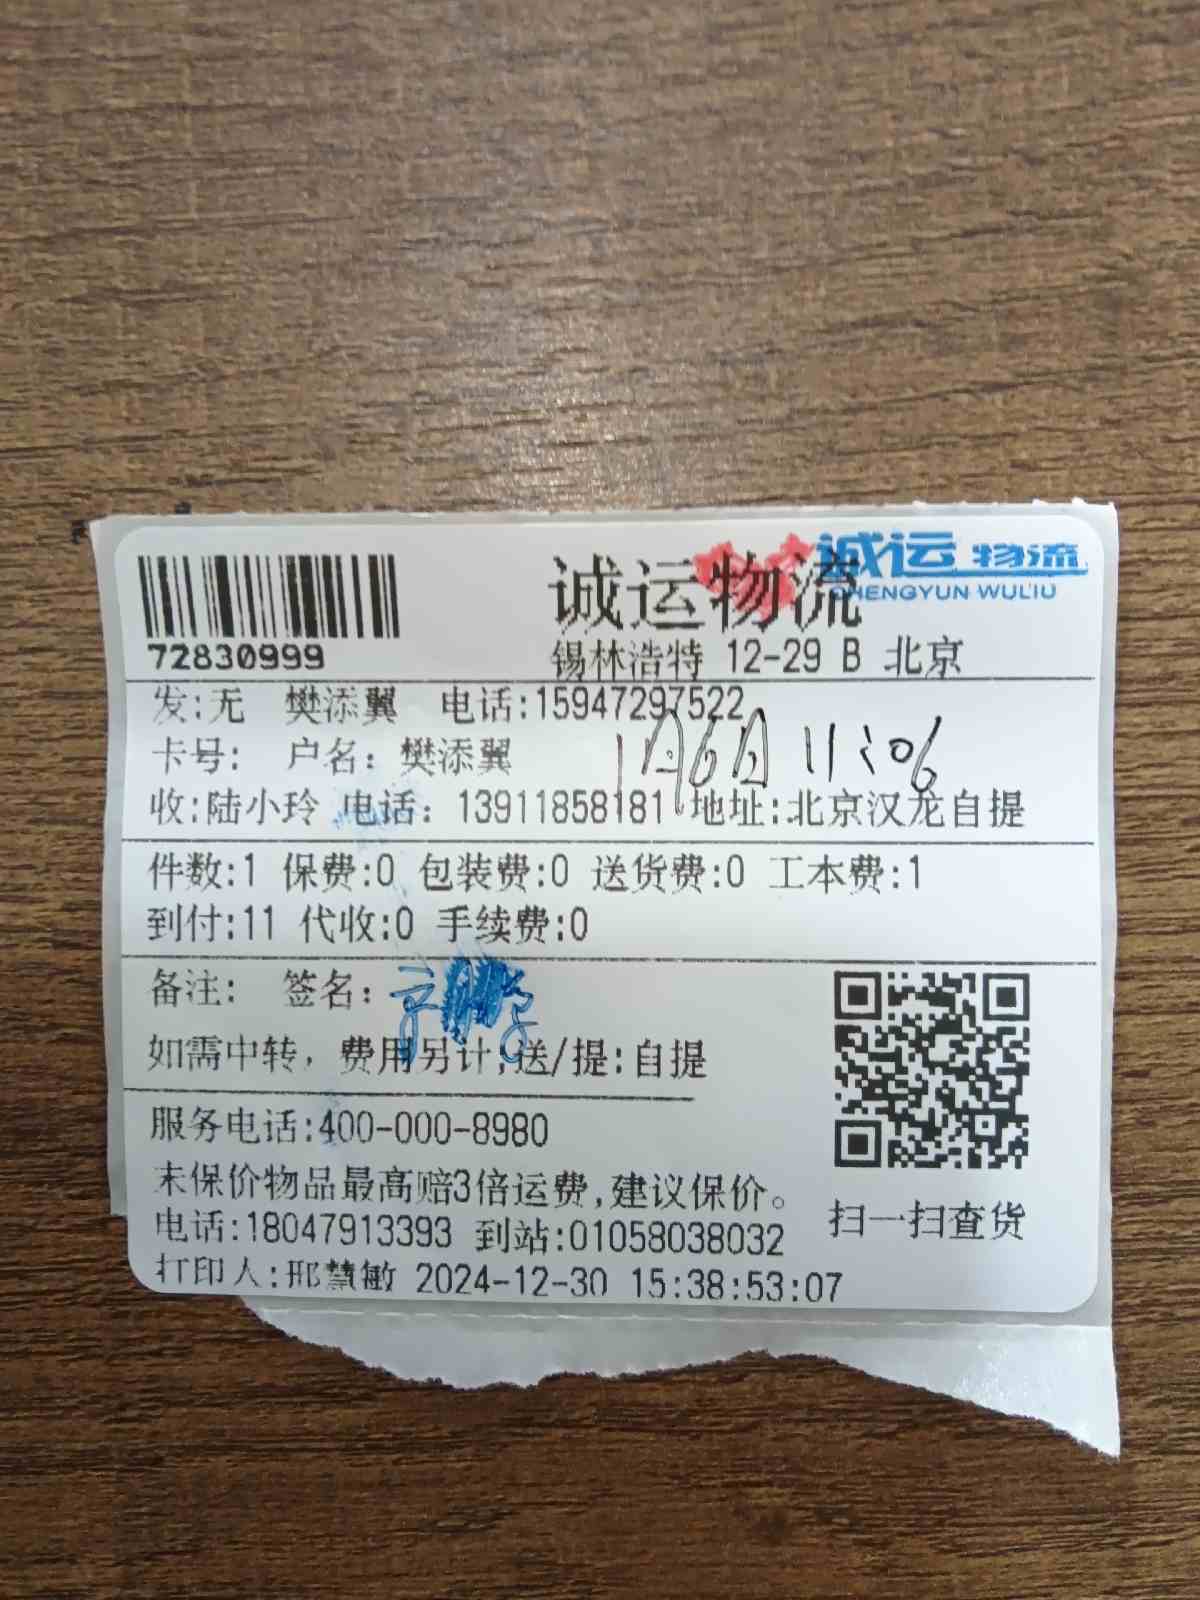 诚运物流
诚运 物流
CHENGYUN WULIU
72830999
锡林浩特 12-29 B 北京
发:无 樊添翼 电话:15947297522
卡号: 户名: 樊添翼
1月6日 11:06
收:陆小玲 电话: 13911858181 地址:北京汉龙自提
件数:1 保费:0 包装费:0 送货费:0 工本费:1
到付:11 代收:0 手续费:0
备注: 签名:
如需中转, 费用另计,送/提:自提
服务电话:400-000-8980
未保价物品最高赔3倍运费,建议保价。
扫一扫查货
电话:18047913393 到站:01058038032
打印人:邢慧敏 2024-12-30 15:38:53:07